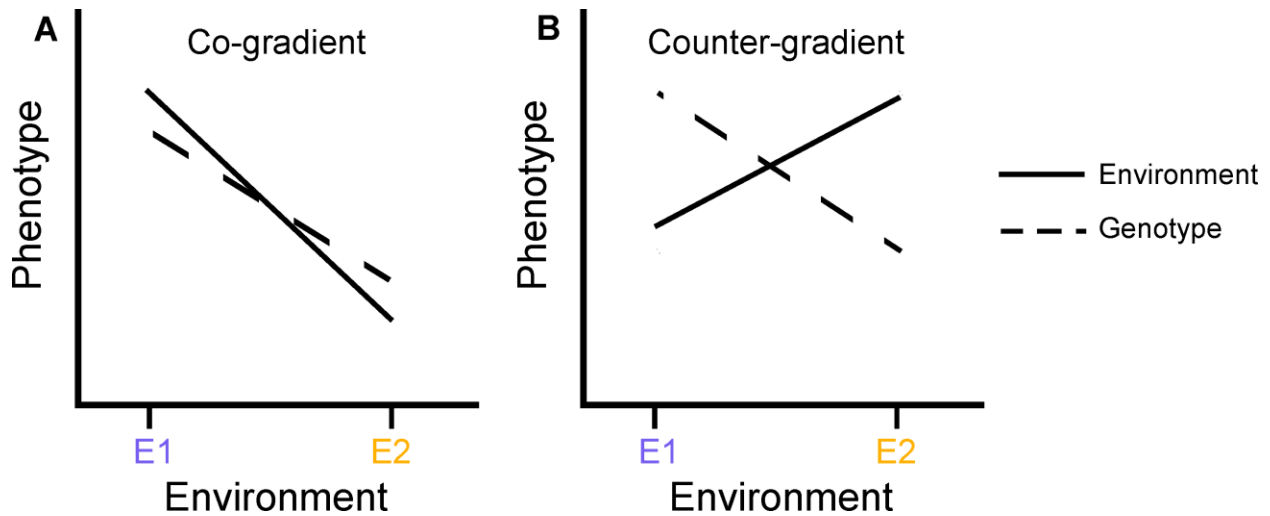 A
Co-gradient
Phenotype
E1
E2
Environment
B
Counter-gradient
Phenotype
E1
E2
Environment
Environment
Genotype